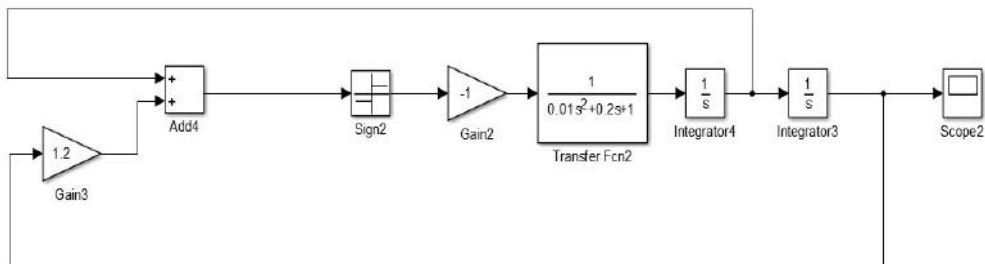 +
+
Add4
Sign2
-1
Gain2
1
0.01s²+0.2s+1
Transfer Fcn2
1
s
Integrator4
1
s
Integrator3
Scope2
1.2
Gain3